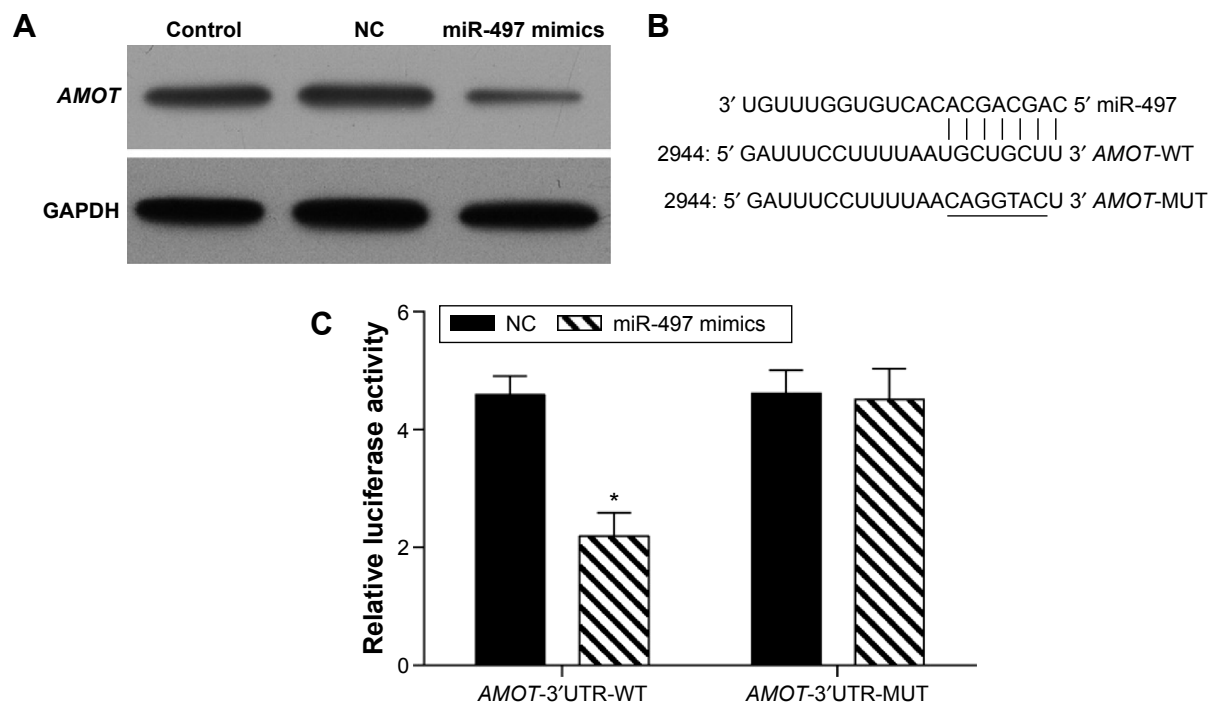 A
Control NC miR-497 mimics
AMOT
GAPDH
B
3′ UGUUUGGUGUCACACGACGAC 5′ miR-497
2944: 5′ GAUUUCCUUUUAAUGCUGCUU 3′ AMOT-WT
2944: 5′ GAUUUCCUUUUAACAGGTACU 3′ AMOT-MUT
C
NC miR-497 mimics
Relative luciferase activity
6
4
2
0
*
AMOT-3′UTR-WT AMOT-3′UTR-MUT